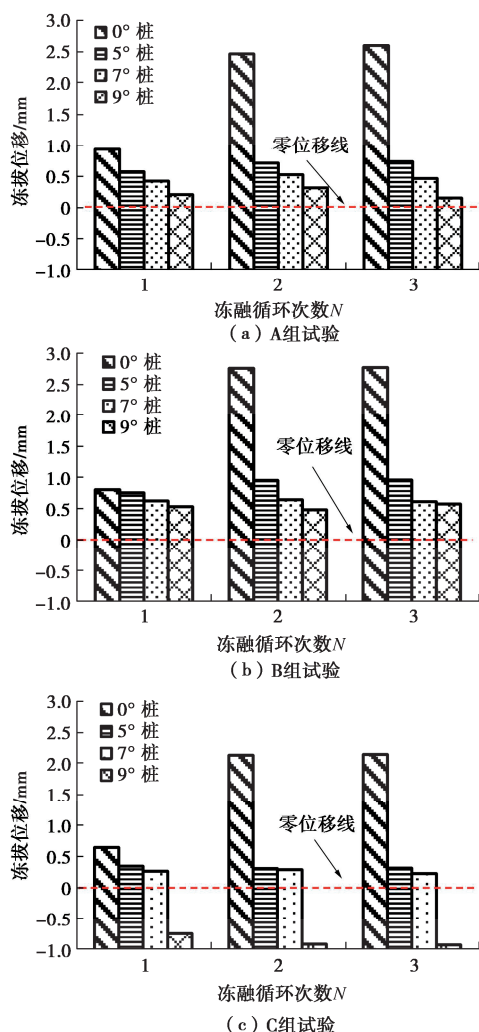 3.0
2.5
2.0
1.5
1.0
0.5
0
−0.5
−1.0
冻拔位移/mm
0° 桩
5° 桩
7° 桩
9° 桩
零位移线
1 2 3
冻融循环次数N
（a）A组试验
3.0
2.5
2.0
1.5
1.0
0.5
0
−0.5
−1.0
冻拔位移/mm
0° 桩
5° 桩
7° 桩
9° 桩
零位移线
1 2 3
冻融循环次数N
（b）B组试验
3.0
2.5
2.0
1.5
1.0
0.5
0
−0.5
−1.0
冻拔位移/mm
0° 桩
5° 桩
7° 桩
9° 桩
零位移线
1 2 3
冻融循环次数N
（c）C组试验